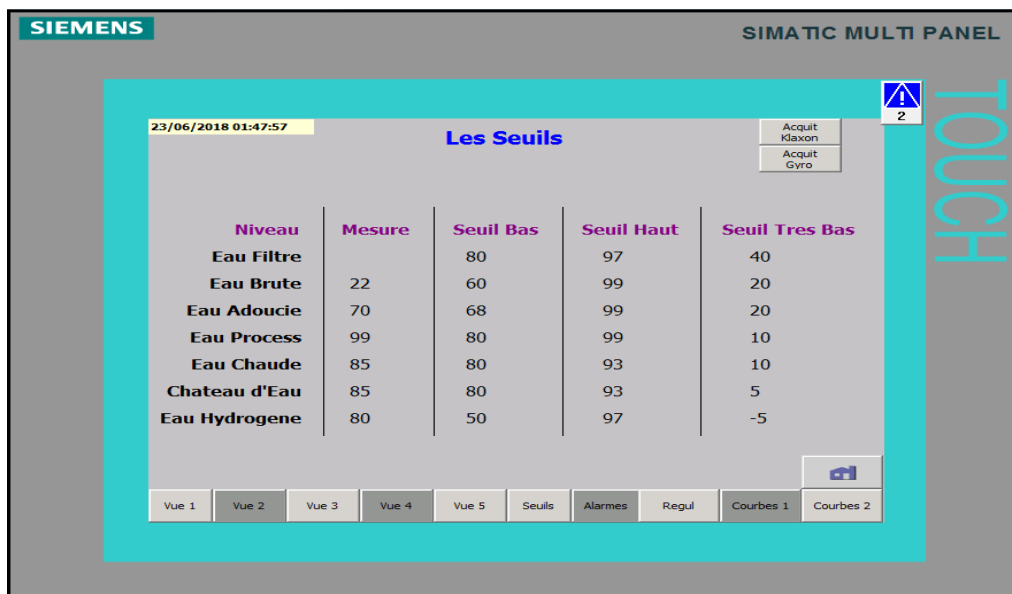 SIEMENS
SIMATIC MULTI PANEL
TOUCH
2
23/06/2018 01:47:57
Les Seuils
Acquit
Klaxon
Acquit
Gyro
Niveau Mesure Seuil Bas Seuil Haut Seuil Tres Bas
Eau Filtre 80 97 40
Eau Brute 22 60 99 20
Eau Adoucie 70 68 99 20
Eau Process 99 80 99 10
Eau Chaude 85 80 93 10
Chateau d'Eau 85 80 93 5
Eau Hydrogene 80 50 97 -5
Vue 1 Vue 2 Vue 3 Vue 4 Vue 5 Seuils Alarmes Regul Courbes 1 Courbes 2